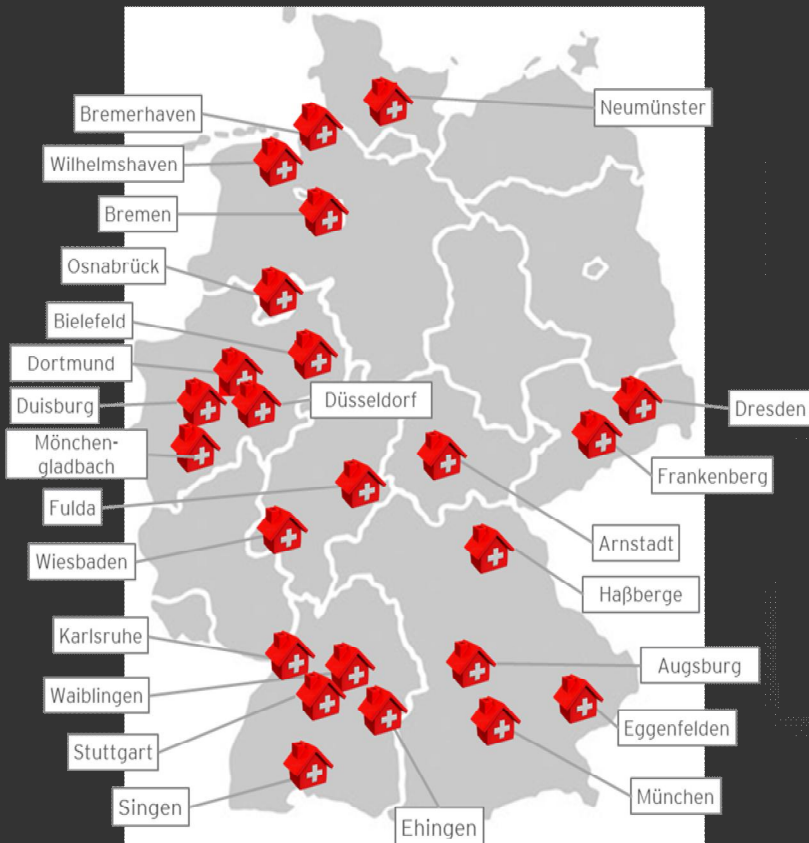 Neumünster
Bremerhaven
Wilhelmshaven
Bremen
Osnabrück
Bielefeld
Dortmund
Duisburg
Düsseldorf
Dresden
Mönchen-
gladbach
Frankenberg
Fulda
Arnstadt
Wiesbaden
Haßberge
Karlsruhe
Augsburg
Waiblingen
Eggenfelden
Stuttgart
München
Singen
Ehingen